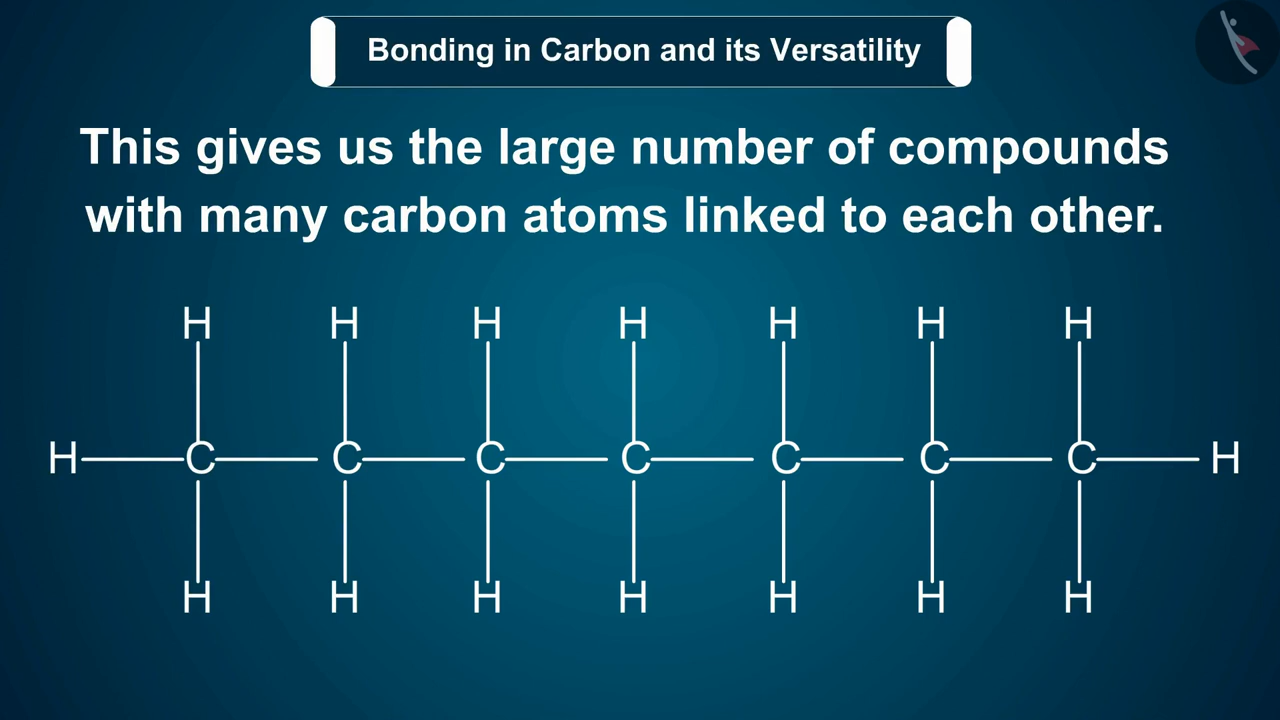 Bonding in Carbon and its Versatility
This gives us the large number of compounds
with many carbon atoms linked to each other.
H H H H H H H
H C C C C C C C H
H H H H H H H